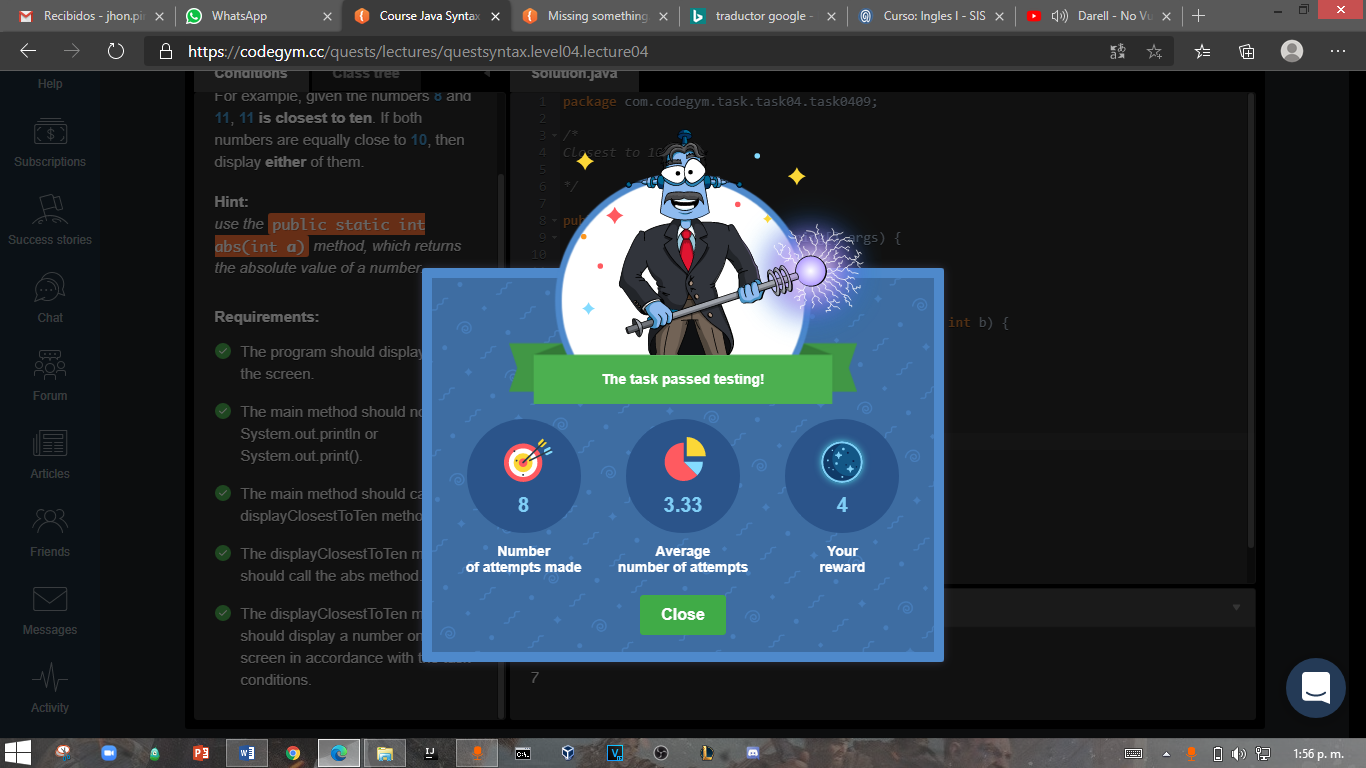 Recibidos - jhon.pi
WhatsApp
Course Java Syntax
Missing something
traductor google -
Curso: Ingles I - SIS
Darell - No Vu
https://codegym.cc/quests/lectures/questsyntax.level04.lecture04
Help
Subscriptions
Success stories
Chat
Forum
Articles
Friends
Messages
Activity
Conditions
Class tree
For example, given the numbers 8 and
11, 11 is closest to ten. If both
numbers are equally close to 10, then
display either of them.
Hint:
use the public static int
abs(int a) method, which returns
the absolute value of a number.
Requirements:
The program should display
the screen.
The main method should no
System.out.println or
System.out.print().
The main method should ca
displayClosestToTen metho
The displayClosestToTen m
should call the abs method.
The displayClosestToTen m
should display a number on
screen in accordance with the task
conditions.
Solution.java
1 package com.codegym.task.task04.task0409;
2
3 /*
4 Closest to 10
5
6 */
7
8 pub
9 args) {
10
int b) {
The task passed testing!
8
Number
of attempts made
3.33
Average
number of attempts
4
Your
reward
Close
7
1:56 p. m.